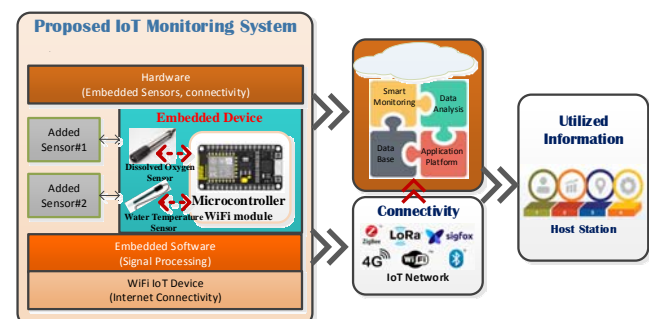 Proposed IoT Monitoring System
Hardware
(Embedded Sensors, connectivity)
Embedded Device
Added
Sensor#1
Added
Sensor#2
Dissolved Oxygen
Sensor
Water Temperature
Sensor
Microcontroller
WiFi module
Embedded Software
(Signal Processing)
WiFi IoT Device
(Internet Connectivity)
Smart
Monitoring
Data
Analysis
Data
Base
Application
Platform
Connectivity
ZigBee
LoRa
sigfox
4G
WiFi
IoT Network
Utilized
Information
Host Station